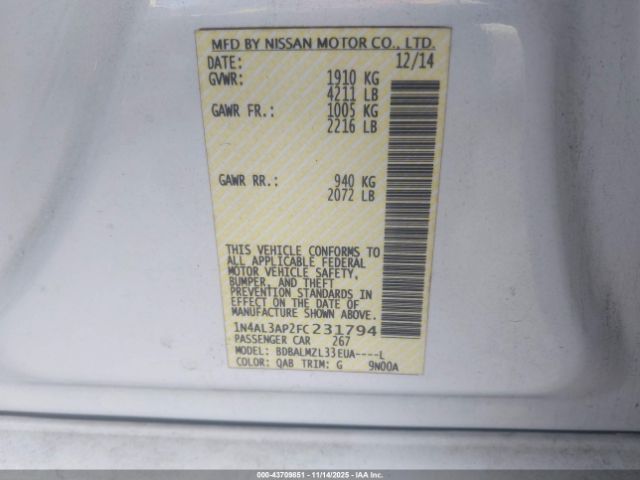 MFD BY NISSAN MOTOR CO., LTD.
DATE: 12/14
GVWR: 1910 KG
4211 LB
GAWR FR.: 1005 KG
2216 LB
GAWR RR.: 940 KG
2072 LB
THIS VEHICLE CONFORMS TO
ALL APPLICABLE FEDERAL
MOTOR VEHICLE SAFETY,
BUMPER, AND THEFT
PREVENTION STANDARDS IN
EFFECT ON THE DATE OF
MANUFACTURE SHOWN ABOVE.
1N4AL3AP2FC231794
PASSENGER CAR 267
MODEL: BDBALMZL33EUA----L
COLOR: QAB TRIM: G 9N00A
000-43709651 | 11/14/2025 - IAA, Inc.